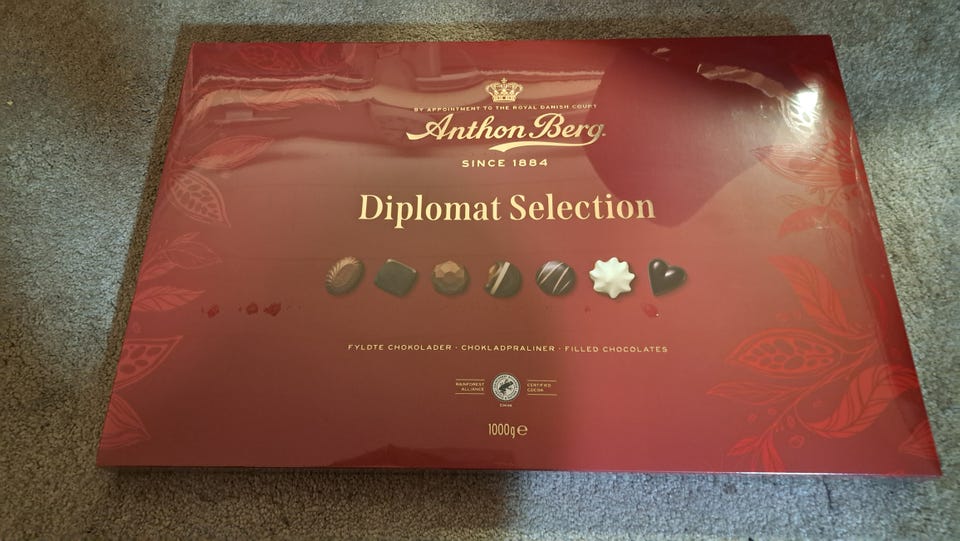 BY APPOINTMENT TO THE ROYAL DANISH COURT
Anthon Berg
SINCE 1884
Diplomat Selection
FYLDTE CHOKOLADER · CHOKLADPRALINER · FILLED CHOCOLATES
RAINFOREST ALLIANCE
CERTIFIED COCOA
1000g e